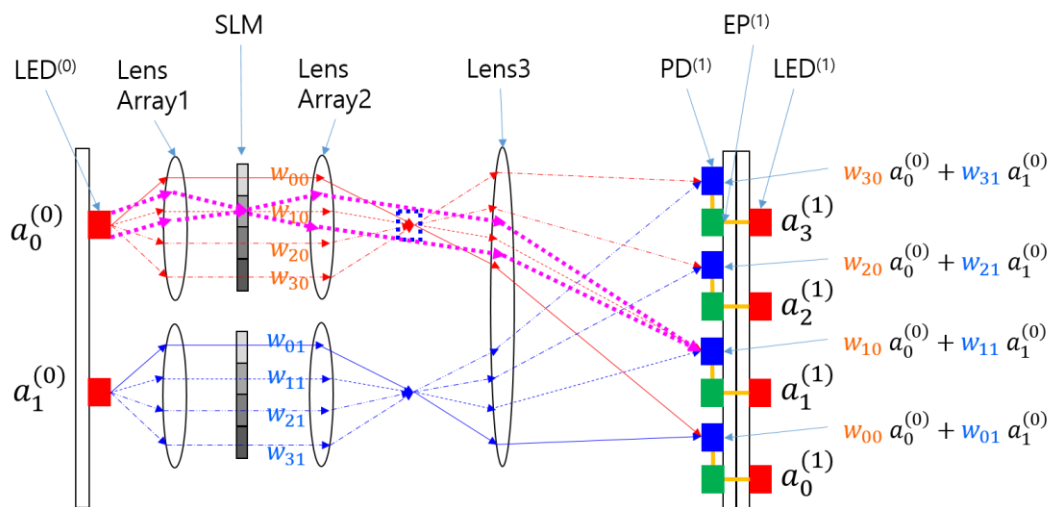 SLM
EP⁽¹⁾
LED⁽⁰⁾
Lens
Array1
Lens
Array2
Lens3
PD⁽¹⁾
LED⁽¹⁾
a₀⁽⁰⁾
w₀₀
w₁₀
w₂₀
w₃₀
a₁⁽⁰⁾
w₀₁
w₁₁
w₂₁
w₃₁
w₃₀ a₀⁽⁰⁾ + w₃₁ a₁⁽⁰⁾
a₃⁽¹⁾
w₂₀ a₀⁽⁰⁾ + w₂₁ a₁⁽⁰⁾
a₂⁽¹⁾
w₁₀ a₀⁽⁰⁾ + w₁₁ a₁⁽⁰⁾
a₁⁽¹⁾
w₀₀ a₀⁽⁰⁾ + w₀₁ a₁⁽⁰⁾
a₀⁽¹⁾